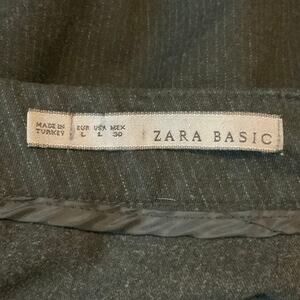 MADE IN EUR USA MEX ZARA BASIC
TURKEY L L 30